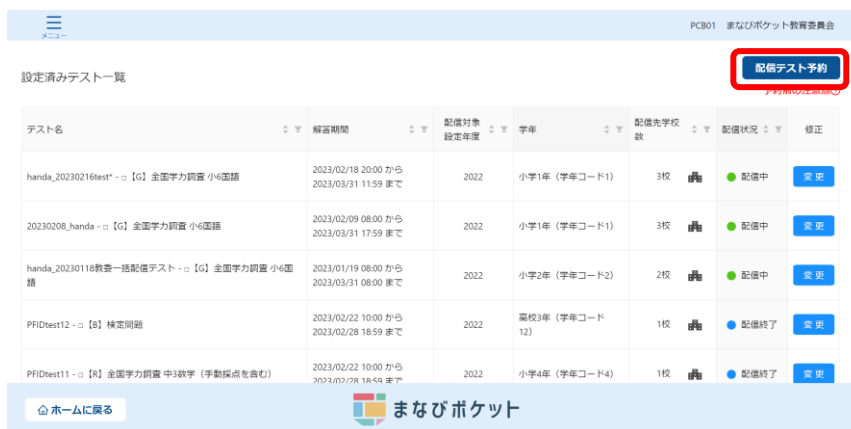 メニュー
PCB01 まなびポケット教育委員会
設定済みテスト一覧
配信テスト予約
予約前の注意点
テスト名 解答期間 配信対象設定年度 学年 配信先学校数 配信状況 修正
handa_20230216test* - □【G】全国学力調査 小6国語
2023/02/18 20:00 から
2023/03/31 11:59 まで
2022 小学1年（学年コード1） 3校 配信中 変 更
20230208_handa - □【G】全国学力調査 小6国語
2023/02/09 08:00 から
2023/03/31 17:59 まで
2022 小学1年（学年コード1） 3校 配信中 変 更
handa_20230118教委一括配信テスト - □【G】全国学力調査 小6国
語
2023/01/19 08:00 から
2023/03/31 08:00 まで
2022 小学2年（学年コード2） 2校 配信中 変 更
PFIDtest12 - □【B】検定問題
2023/02/22 10:00 から
2023/02/28 18:59 まで
2022 高校3年（学年コード
12） 1校 配信終了 変 更
PFIDtest11 - □【R】全国学力調査 中3数学（手動採点を含む）
2023/02/22 10:00 から
2023/02/28 18:59 まで
2022 小学4年（学年コード4） 1校 配信終了 変 更
ホームに戻る
まなびポケット